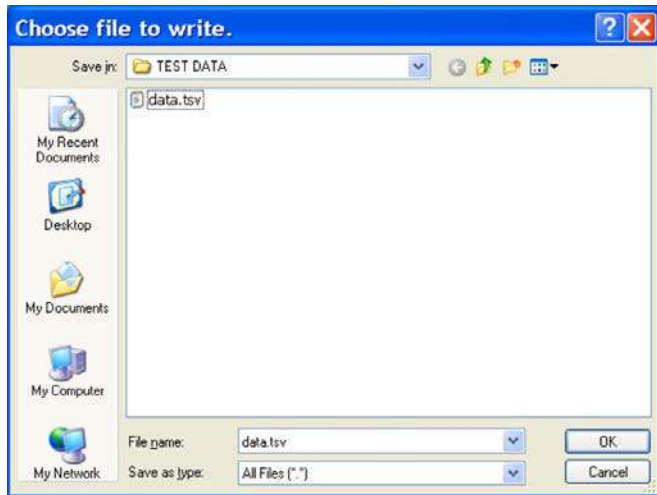 Choose file to write.
Save in: TEST DATA
data.tsv
My Recent
Documents
Desktop
My Documents
My Computer
My Network
File name: data.tsv OK
Save as type: All Files (*.*) Cancel